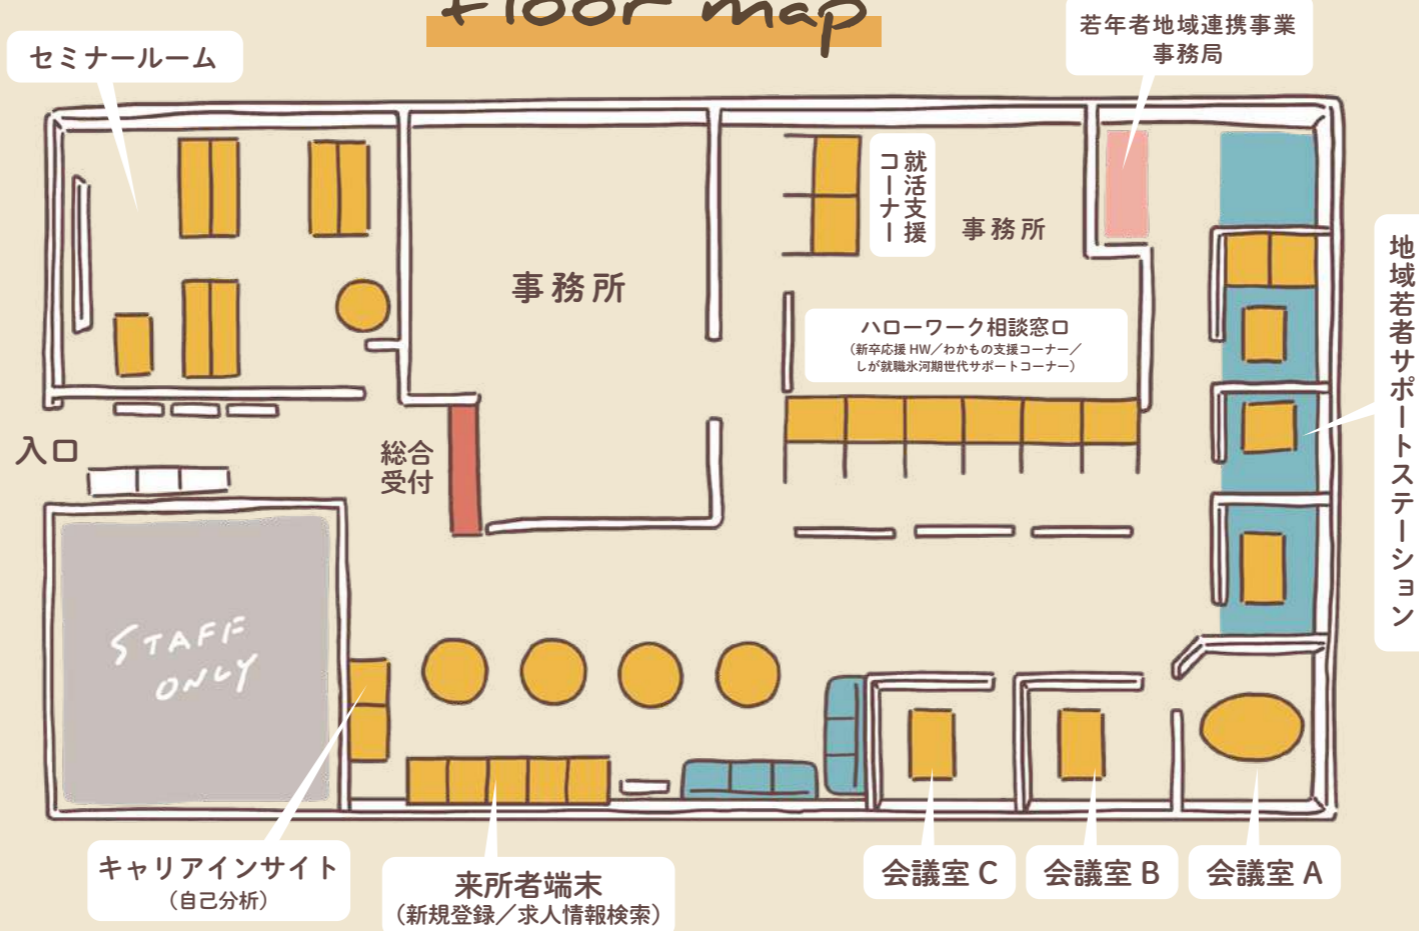 Floor map
セミナールーム
若年者地域連携事業
事務局
就活支援
コーナー
事務所
事務所
ハローワーク相談窓口
（新卒応援 HW／わかもの支援コーナー／
しが就職氷河期世代サポートコーナー）
地域若者サポートステーション
入口
総合
受付
STAFF
ONLY
キャリアインサイト
（自己分析）
来所者端末
（新規登録／求人情報検索）
会議室 C
会議室 B
会議室 A